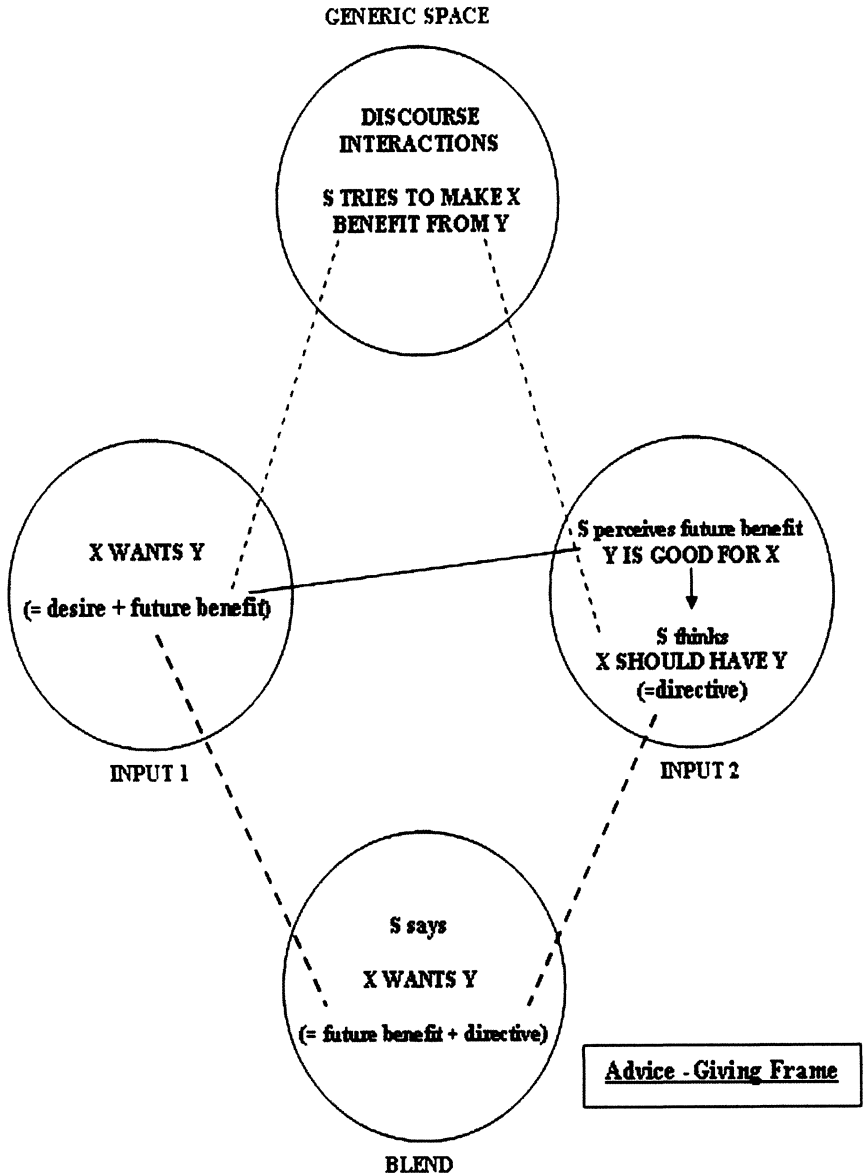 GENERIC SPACE
DISCOURSE
INTERACTIONS
S TRIES TO MAKE X
BENEFIT FROM Y
X WANTS Y
(= desire + future benefit)
INPUT 1
S perceives future benefit
Y IS GOOD FOR X
S thinks
X SHOULD HAVE Y
(=directive)
INPUT 2
S says
X WANTS Y
(= future benefit + directive)
BLEND
Advice - Giving Frame